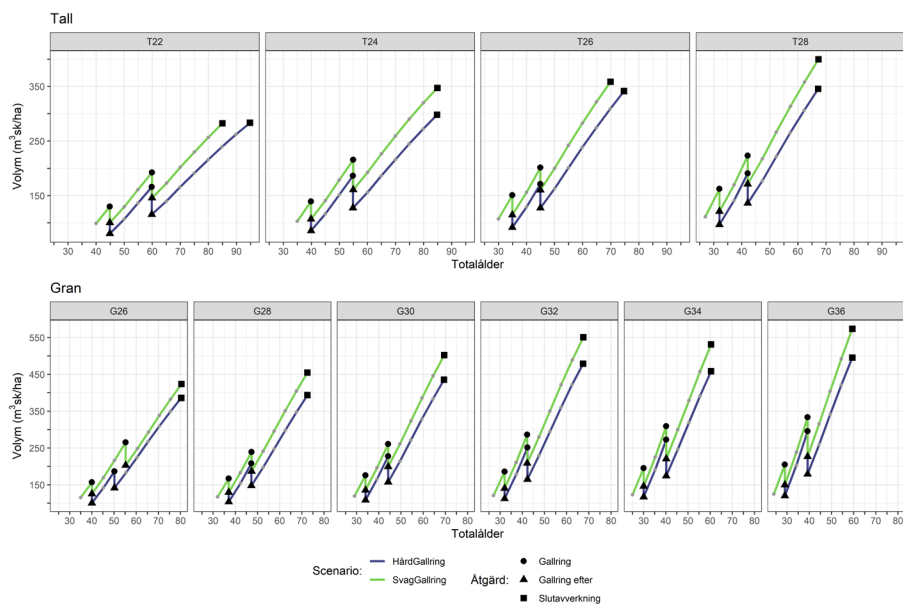 Tall
T22 T24 T26 T28
350
250
150
Volym (m³sk/ha)
30 40 50 60 70 80 90 30 40 50 60 70 80 90 30 40 50 60 70 80 90 30 40 50 60 70 80 90
Totalålder
Gran
G26 G28 G30 G32 G34 G36
550
450
350
250
150
Volym (m³sk/ha)
30 40 50 60 70 80 30 40 50 60 70 80 30 40 50 60 70 80 30 40 50 60 70 80 30 40 50 60 70 80 30 40 50 60 70 80
Totalålder
Scenario:
HårdGallring
SvagGallring
Åtgärd:
Gallring
Gallring efter
Slutavverkning